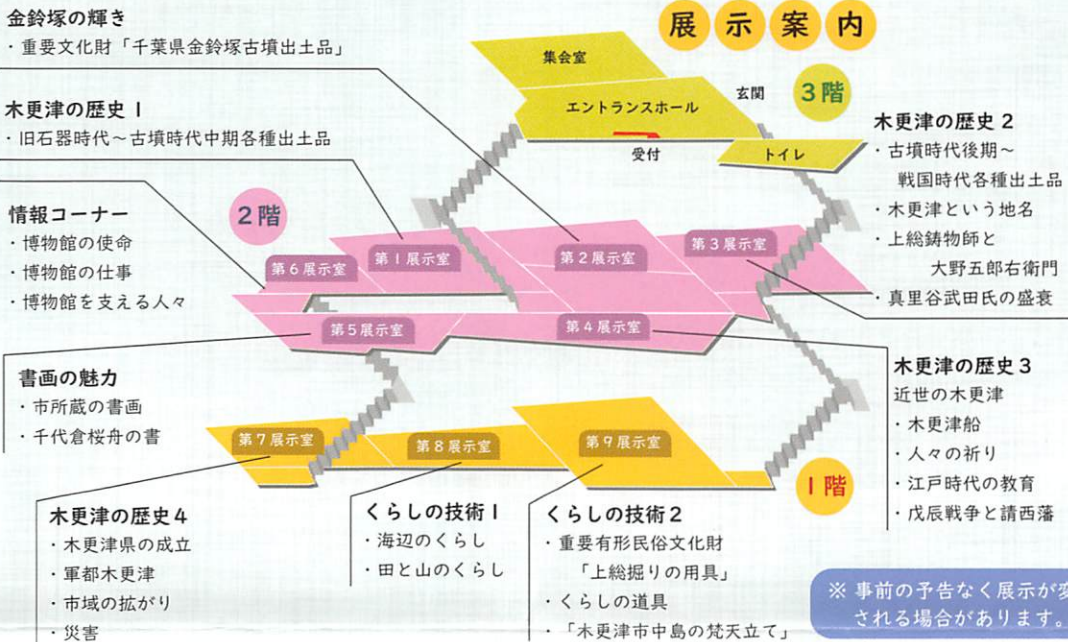 展示案内
金鈴塚の輝き
・重要文化財「千葉県金鈴塚古墳出土品」
木更津の歴史1
・旧石器時代～古墳時代中期各種出土品
情報コーナー
・博物館の使命
・博物館の仕事
・博物館を支える人々
書画の魅力
・市所蔵の書画
・千代倉桜舟の書
3階
集会室
エントランスホール
玄関
受付
トイレ
2階
第6展示室
第1展示室
第2展示室
第3展示室
第5展示室
第4展示室
木更津の歴史2
・古墳時代後期～
戦国時代各種出土品
・木更津という地名
・上総鋳物師と
大野五郎右衛門
・真里谷武田氏の盛衰
木更津の歴史3
近世の木更津
・木更津船
・人々の祈り
・江戸時代の教育
・戊辰戦争と請西藩
第7展示室
第8展示室
第9展示室
1階
木更津の歴史4
・木更津県の成立
・軍都木更津
・市域の拡がり
・災害
くらしの技術1
・海辺のくらし
・田と山のくらし
くらしの技術2
・重要有形民俗文化財
「上総掘りの用具」
・くらしの道具
・「木更津市中島の梵天立て」
※ 事前の予告なく展示が変
される場合があります。